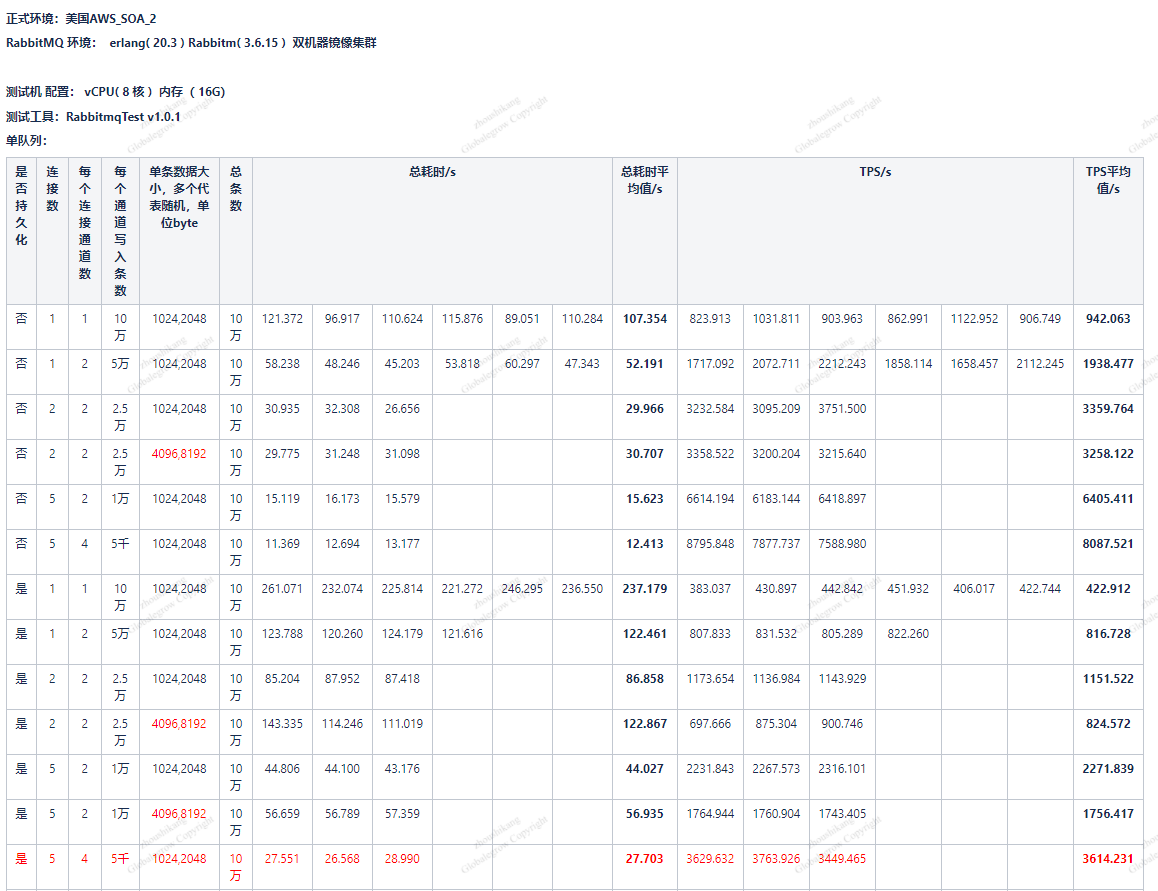 正式环境：美国AWS_SOA_2
RabbitMQ 环境： erlang( 20.3 ) Rabbitm( 3.6.15 ) 双机器镜像集群
测试机 配置： vCPU( 8 核 ) 内存 ( 16G)
测试工具：RabbitmqTest v1.0.1
单队列：
是否持久化 连接数 每个连接通道数 每个通道写入条数 单条数据大小，多个代表随机，单位byte 总条数 总耗时/s 总耗时平均值/s TPS/s TPS平均值/s
否 1 1 10万 1024,2048 10万 121.372 96.917 110.624 115.876 89.051 110.284 107.354 823.913 1031.811 903.963 862.991 1122.952 906.749 942.063
否 1 2 5万 1024,2048 10万 58.238 48.246 45.203 53.818 60.297 47.343 52.191 1717.092 2072.711 2212.243 1858.114 1658.457 2112.245 1938.477
否 2 2 2.5万 1024,2048 10万 30.935 32.308 26.656 29.966 3232.584 3095.209 3751.500 3359.764
否 2 2 2.5万 4096,8192 10万 29.775 31.248 31.098 30.707 3358.522 3200.204 3215.640 3258.122
否 5 2 1万 1024,2048 10万 15.119 16.173 15.579 15.623 6614.194 6183.144 6418.897 6405.411
否 5 4 5千 1024,2048 10万 11.369 12.694 13.177 12.413 8795.848 7877.737 7588.980 8087.521
是 1 1 10万 1024,2048 10万 261.071 232.074 225.814 221.272 246.295 236.550 237.179 383.037 430.897 442.842 451.932 406.017 422.744 422.912
是 1 2 5万 1024,2048 10万 123.788 120.260 124.179 121.616 122.461 807.833 831.532 805.289 822.260 816.728
是 2 2 2.5万 1024,2048 10万 85.204 87.952 87.418 86.858 1173.654 1136.984 1143.929 1151.522
是 2 2 2.5万 4096,8192 10万 143.335 114.246 111.019 122.867 697.666 875.304 900.746 824.572
是 5 2 1万 1024,2048 10万 44.806 44.100 43.176 44.027 2231.843 2267.573 2316.101 2271.839
是 5 2 1万 4096,8192 10万 56.659 56.789 57.359 56.935 1764.944 1760.904 1743.405 1756.417
是 5 4 5千 1024,2048 10万 27.551 26.568 28.990 27.703 3629.632 3763.926 3449.465 3614.231